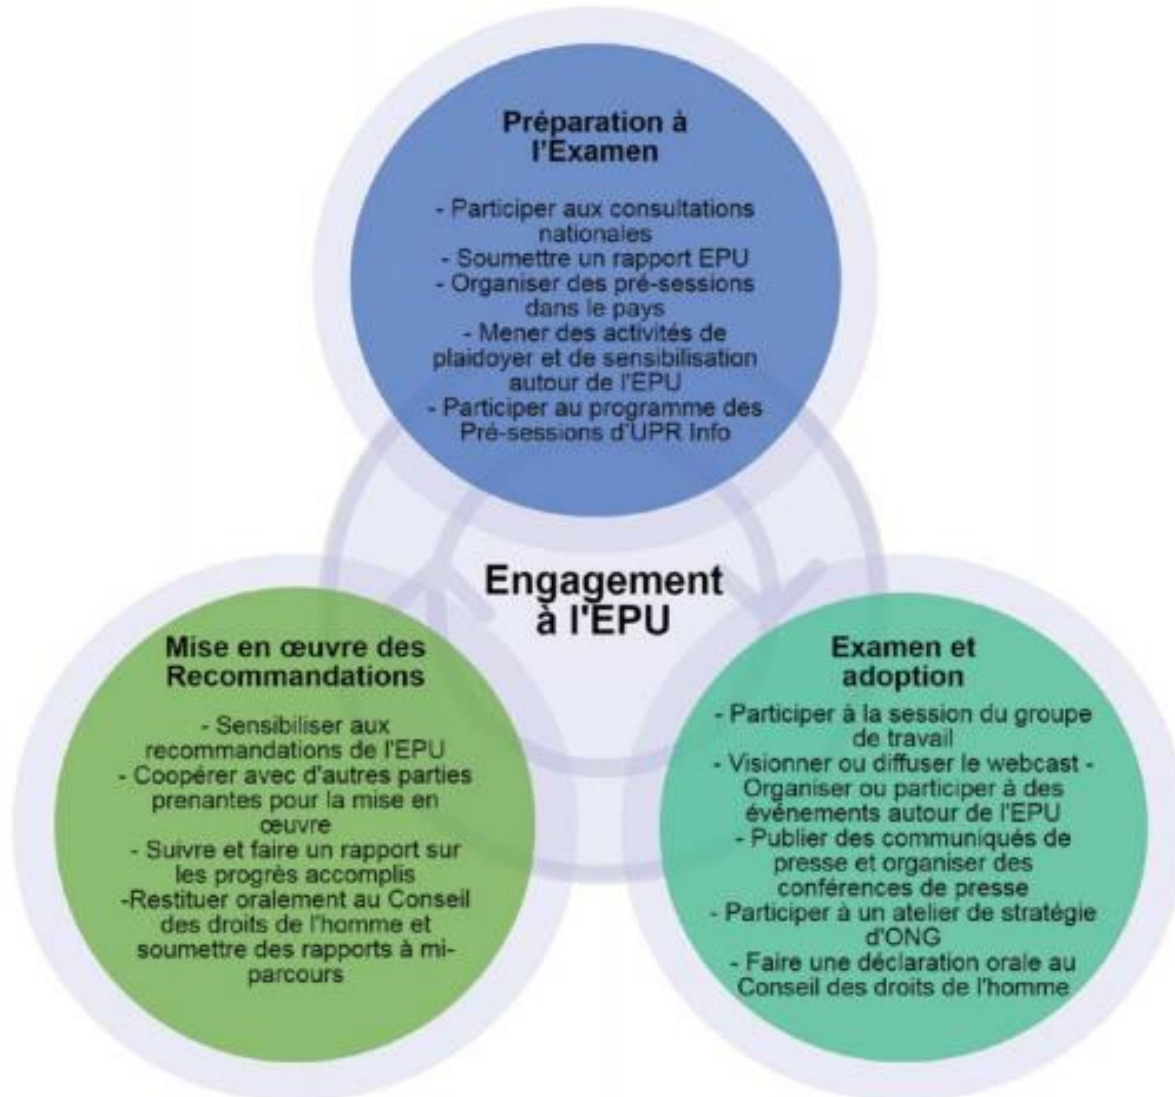 Préparation à
l'Examen
- Participer aux consultations
nationales
- Soumettre un rapport EPU
- Organiser des pré-sessions
dans le pays
- Mener des activités de
plaidoyer et de sensibilisation
autour de l'EPU
- Participer au programme des
Pré-sessions d'UPR Info
Engagement
à l'EPU
Mise en œuvre des
Recommandations
- Sensibiliser aux
recommandations de l'EPU
- Coopérer avec d'autres parties
prenantes pour la mise en
œuvre
- Suivre et faire un rapport sur
les progrès accomplis
-Restituer oralement au Conseil
des droits de l'homme et
soumettre des rapports à mi-
parcours
Examen et
adoption
- Participer à la session du groupe
de travail
- Visionner ou diffuser le webcast -
Organiser ou participer à des
événements autour de l'EPU
- Publier des communiqués de
presse et organiser des
conférences de presse
- Participer à un atelier de stratégie
d'ONG
- Faire une déclaration orale au
Conseil des droits de l'homme